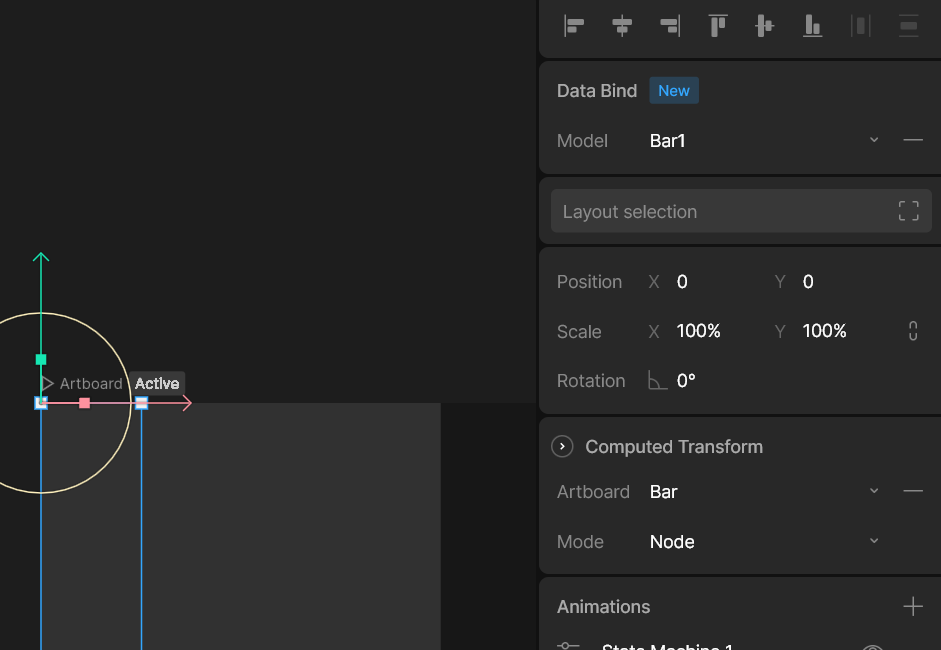 Data Bind New
Model Bar1
Layout selection
Position X 0 Y 0
Scale X 100% Y 100%
Rotation 0°
Artboard Active
Computed Transform
Artboard Bar
Mode Node
Animations
State Machine 1